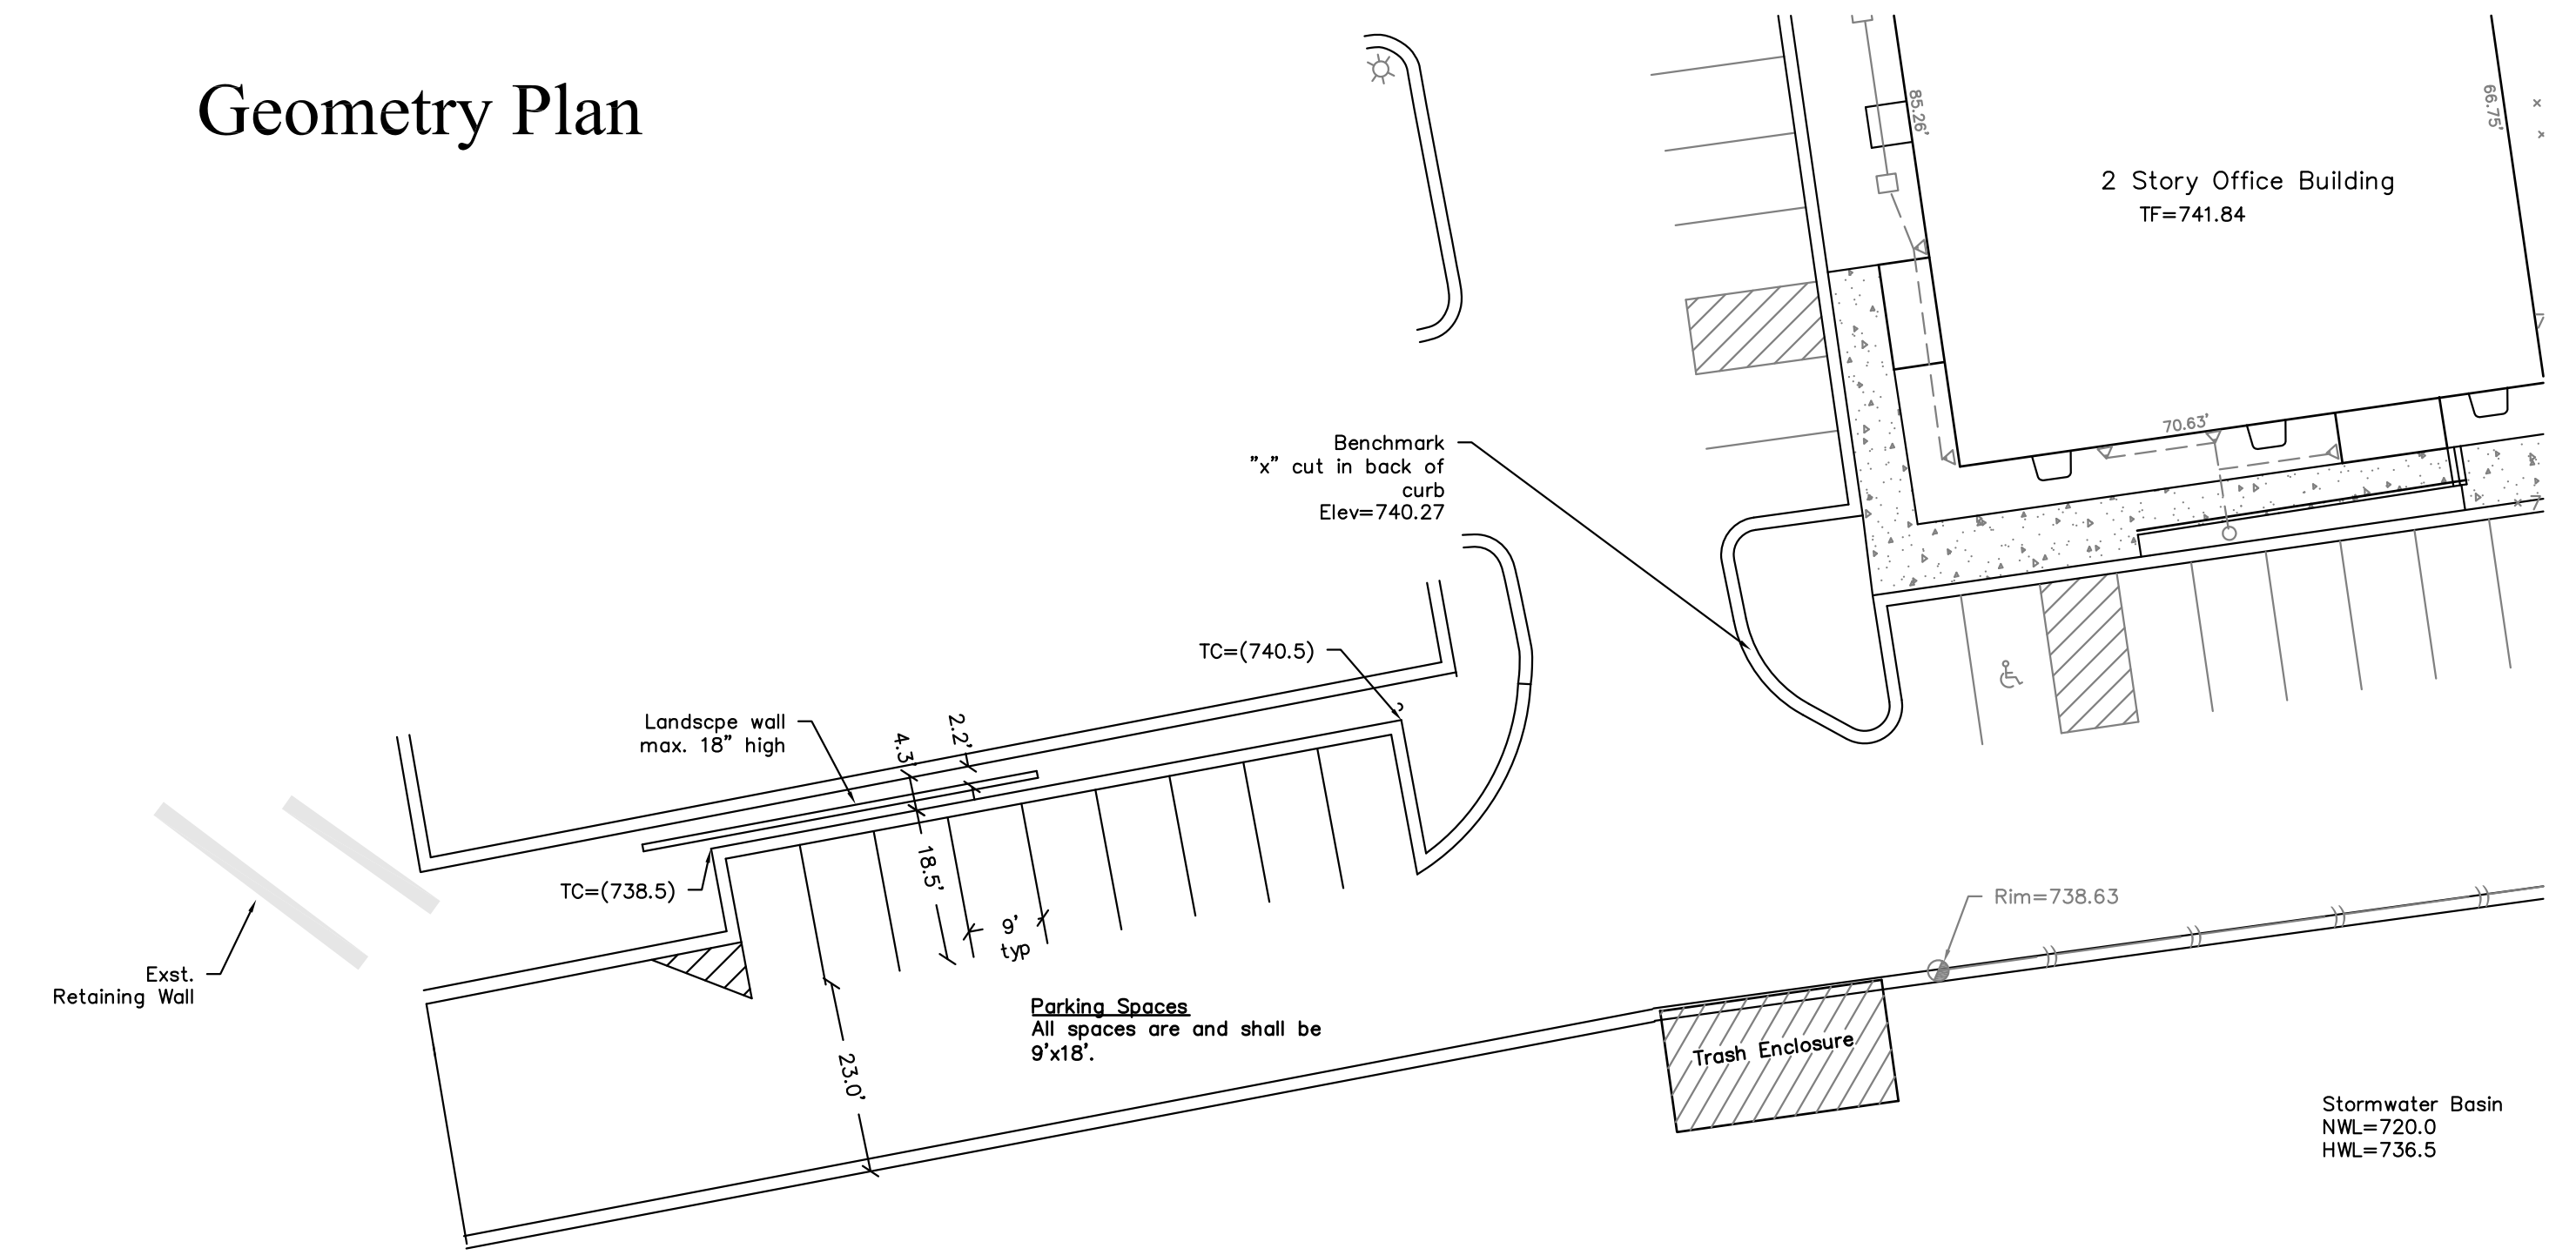 Geometry Plan
85.26'
66.75'
2 Story Office Building
TF=741.84
70.63'
Benchmark
"x" cut in back of
curb
Elev=740.27
TC=(740.5)
Landscpe wall
max. 18" high
4.3'
2.2'
TC=(738.5)
18.5'
9'
typ
Rim=738.63
Exst.
Retaining Wall
Parking Spaces
All spaces are and shall be
9'x18'.
23.0'
Trash Enclosure
Stormwater Basin
NWL=720.0
HWL=736.5